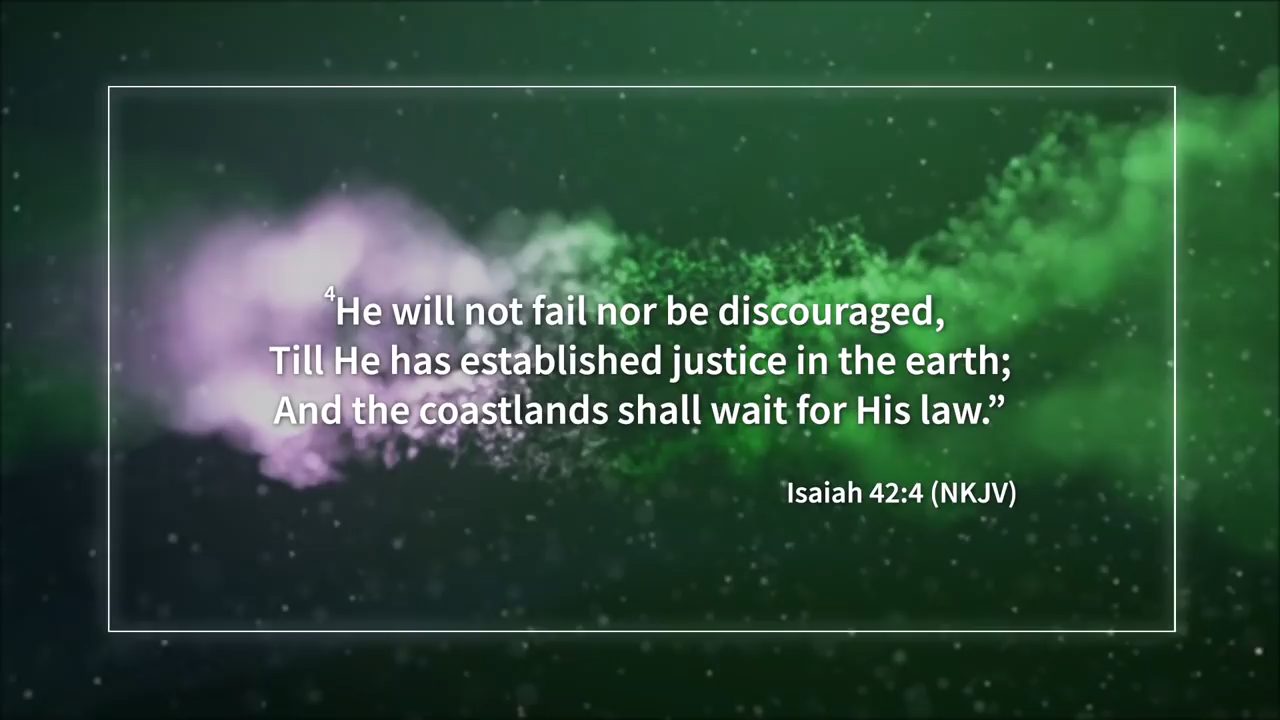 ⁴He will not fail nor be discouraged,
Till He has established justice in the earth;
And the coastlands shall wait for His law.”
Isaiah 42:4 (NKJV)